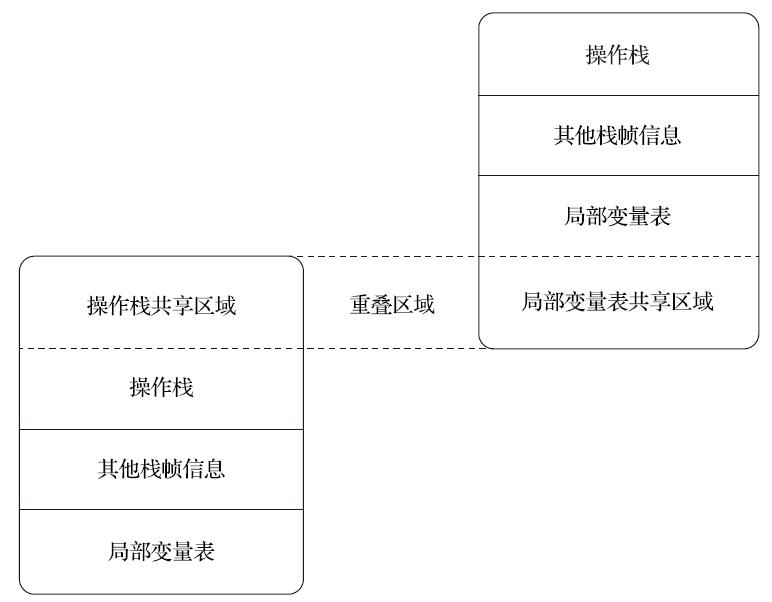 操作栈
其他栈帧信息
局部变量表
局部变量表共享区域
重叠区域
操作栈共享区域
操作栈
其他栈帧信息
局部变量表